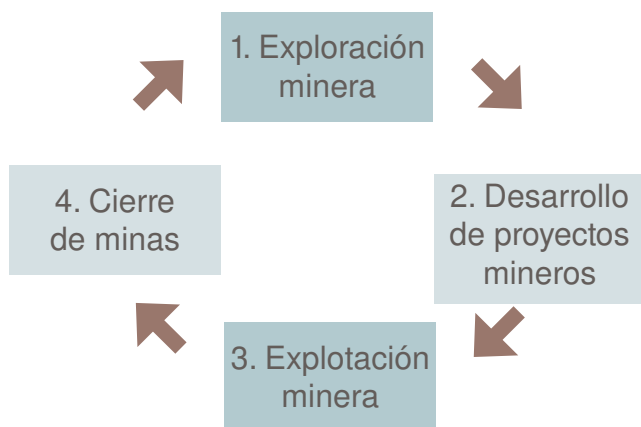 1. Exploración
minera
2. Desarrollo
de proyectos
mineros
3. Explotación
minera
4. Cierre
de minas